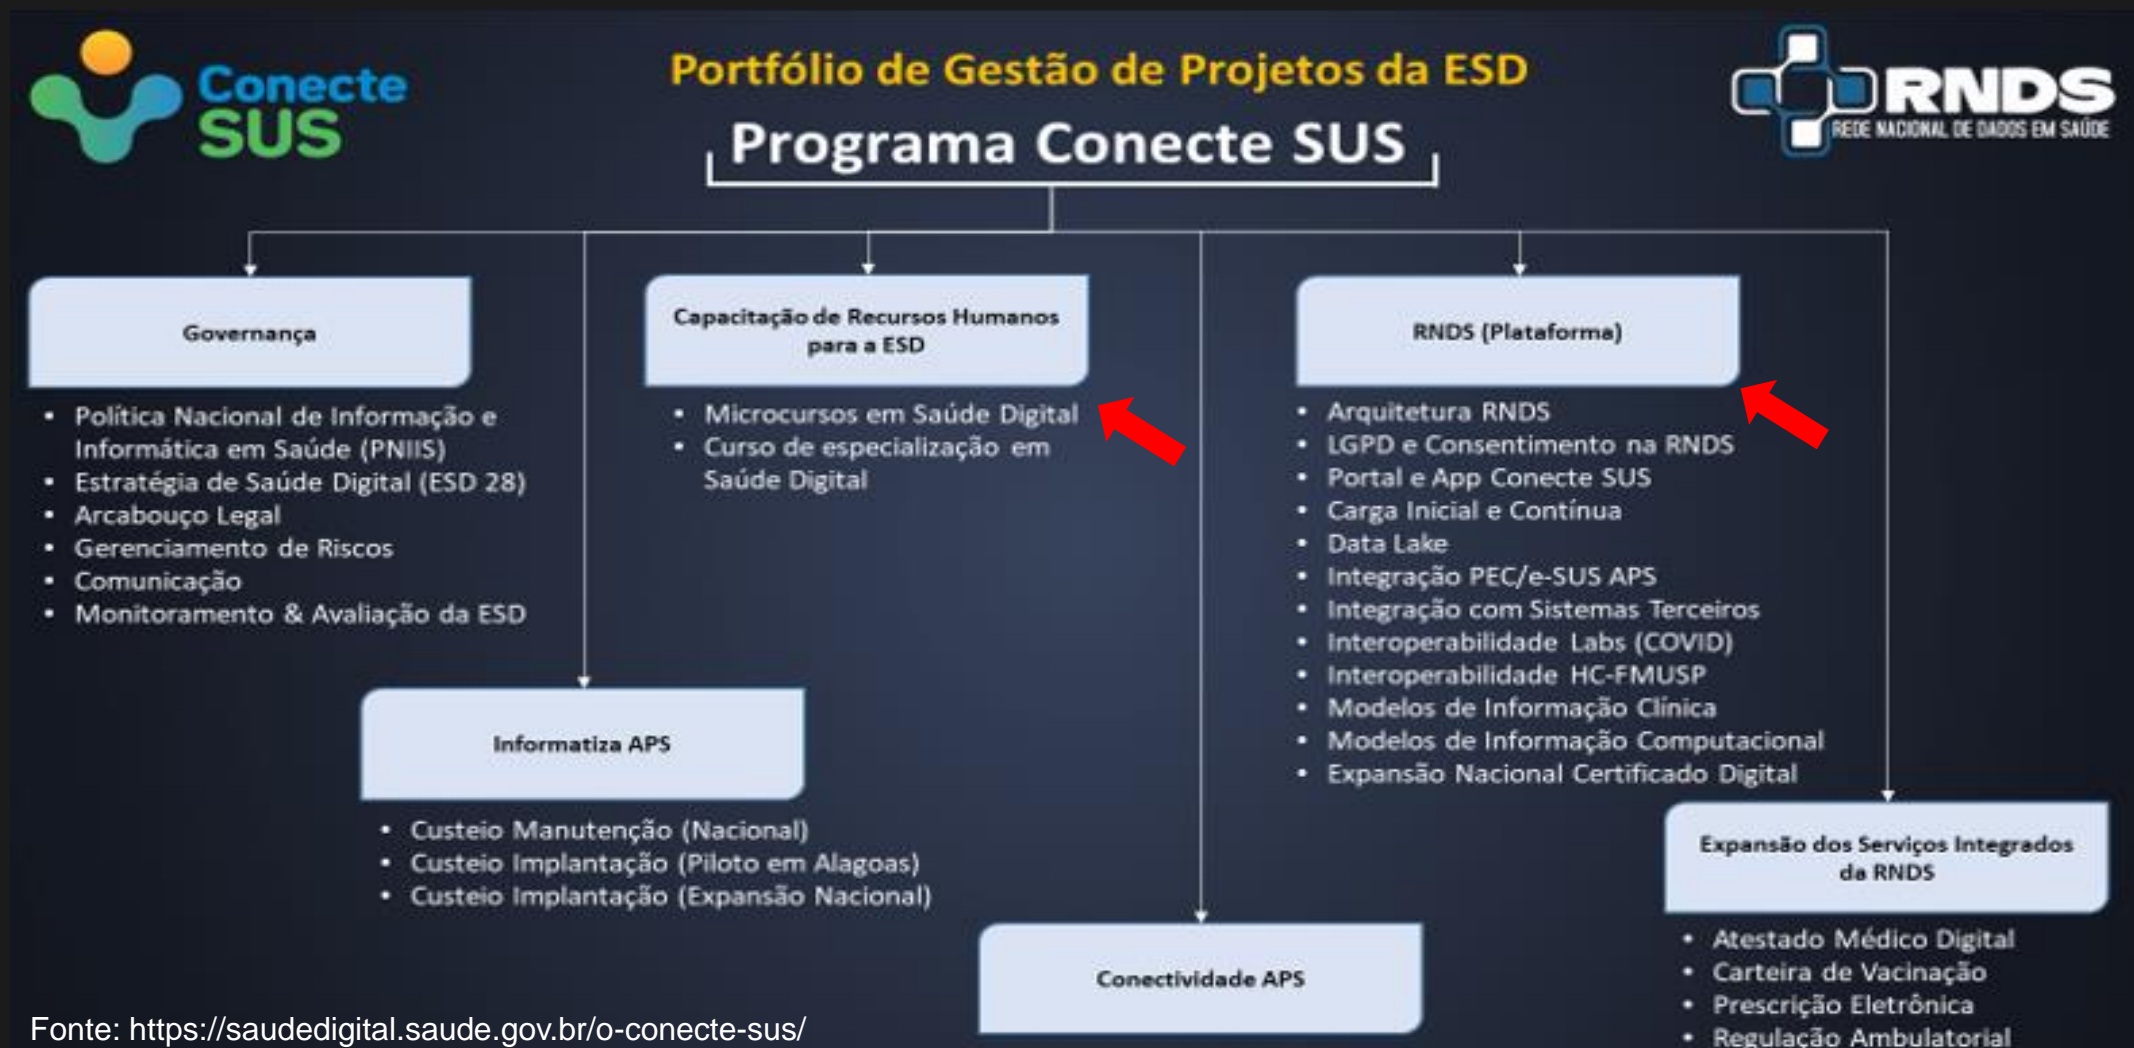 Conecte
SUS
Portfólio de Gestão de Projetos da ESD
Programa Conecte SUS
RNDS
REDE NACIONAL DE DADOS EM SAÚDE
Governança
• Política Nacional de Informação e
Informática em Saúde (PNIIS)
• Estratégia de Saúde Digital (ESD 28)
• Arcabouço Legal
• Gerenciamento de Riscos
• Comunicação
• Monitoramento & Avaliação da ESD
Informatiza APS
• Custeio Manutenção (Nacional)
• Custeio Implantação (Piloto em Alagoas)
• Custeio Implantação (Expansão Nacional)
Capacitação de Recursos Humanos
para a ESD
• Microcursos em Saúde Digital
• Curso de especialização em
Saúde Digital
Conectividade APS
RNDS (Plataforma)
• Arquitetura RNDS
• LGPD e Consentimento na RNDS
• Portal e App Conecte SUS
• Carga Inicial e Contínua
• Data Lake
• Integração PEC/e-SUS APS
• Integração com Sistemas Terceiros
• Interoperabilidade Labs (COVID)
• Interoperabilidade HC-FMUSP
• Modelos de Informação Clínica
• Modelos de Informação Computacional
• Expansão Nacional Certificado Digital
Expansão dos Serviços Integrados
da RNDS
• Atestado Médico Digital
• Carteira de Vacinação
• Prescrição Eletrônica
• Regulação Ambulatorial
Fonte: https://saudedigital.saude.gov.br/o-conecte-sus/